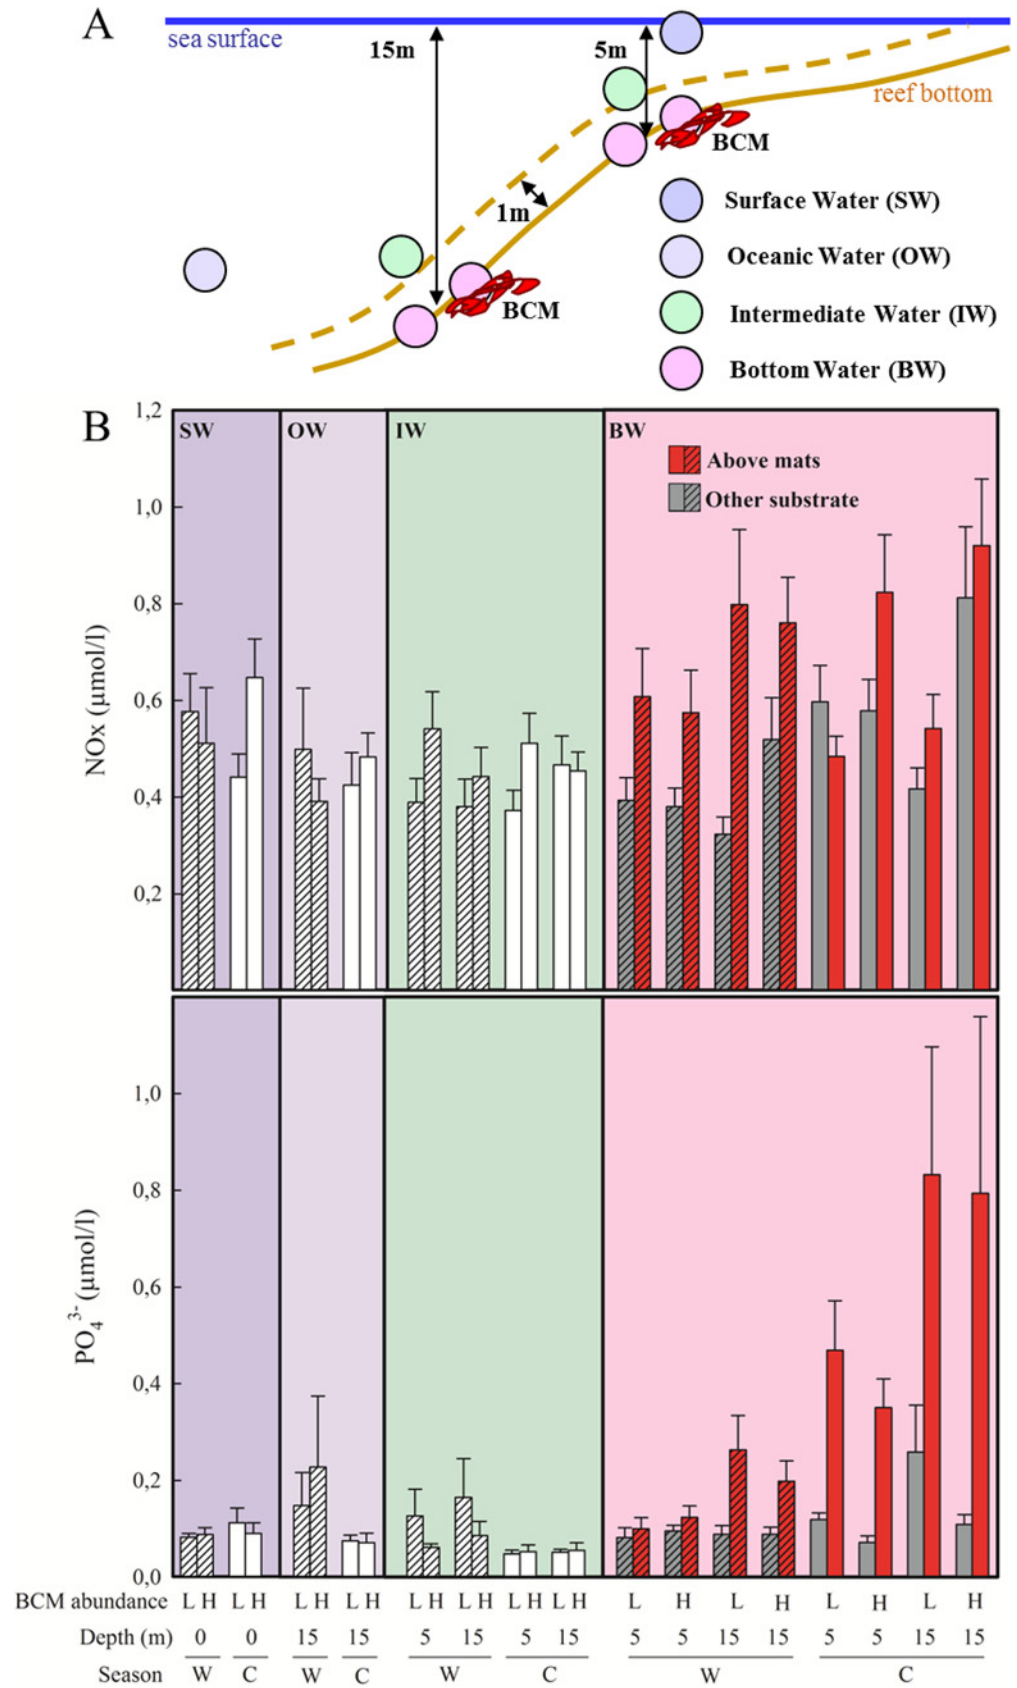 A
sea surface
15m
5m
reef bottom
BCM
1m
BCM
Surface Water (SW)
Oceanic Water (OW)
Intermediate Water (IW)
Bottom Water (BW)
B
1,2
SW
OW
IW
BW
Above mats
Other substrate
1,0
0,8
0,6
0,4
0,2
NOx (µmol/l)
1,0
0,8
0,6
0,4
0,2
0,0
PO₄³⁻ (µmol/l)
BCM abundance L H L H L H L H L H L H L H L H L H L H L H L H
Depth (m) 0 0 15 15 5 15 5 15 5 5 15 15 5 5 15 15
Season W C W C W C W C